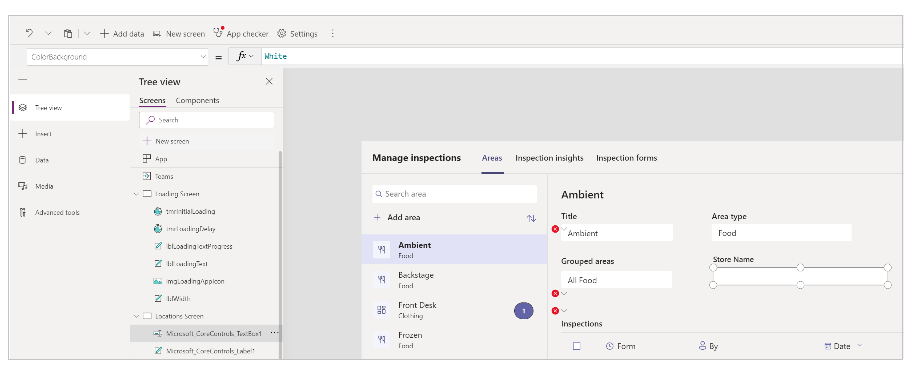 Add data New screen App checker Settings
ColorBackground = fx White
Tree view
Screens Components
Tree view
Search
Insert
New screen
Data
App
Manage inspections Areas Inspection insights Inspection forms
Teams
Media
Loading Screen
Search area
Ambient
tmrInitialLoading
Advanced tools
Add area
Title
Area type
tmrLoadingDelay
Ambient
Food
lblLoadingTextProgress
Ambient
Food
lblLoadingText
Grouped areas
Store Name
Backstage
Food
imgLoadingAppIcon
All Food
lblWidth
Front Desk
Clothing
1
Locations Screen
Inspections
Microsoft_CoreControls_TextBox1 ...
Frozen
Food
Form By Date
Microsoft_CoreControls_Label1